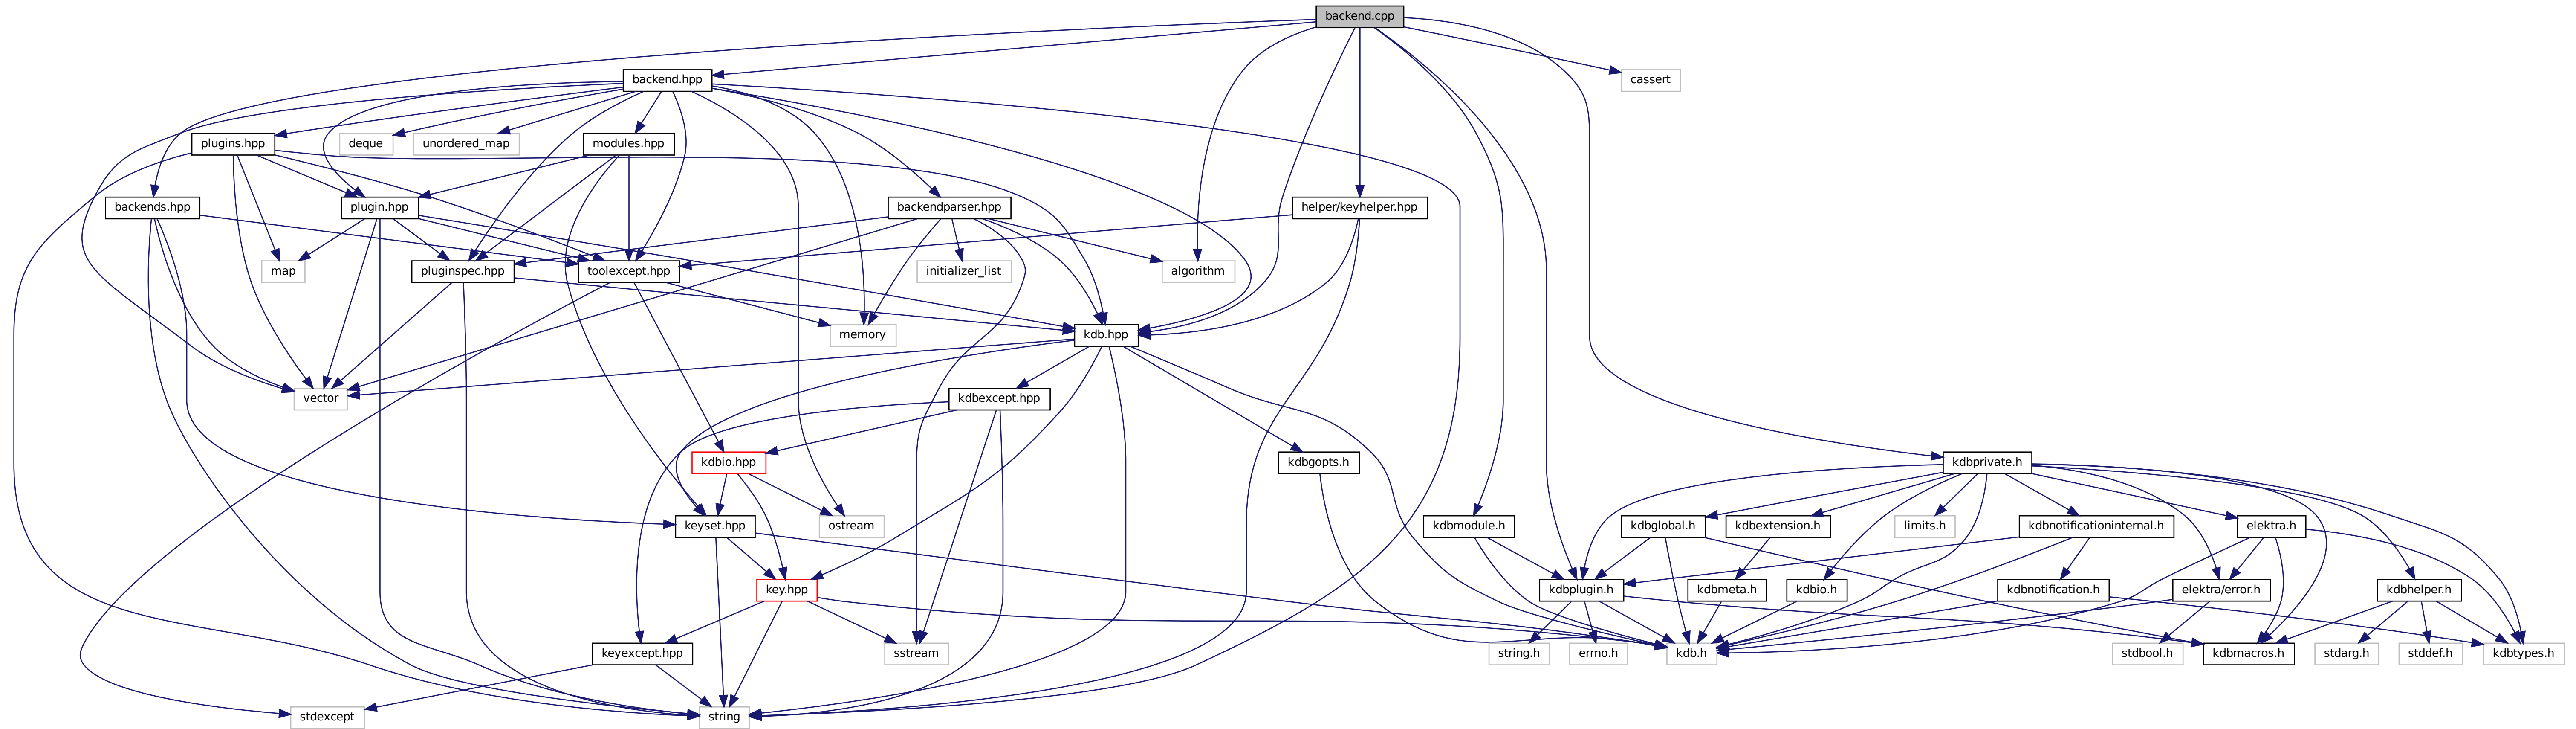 backend.cpp
backend.hpp
cassert
plugins.hpp
deque
unordered_map
modules.hpp
backends.hpp
plugin.hpp
backendparser.hpp
helper/keyhelper.hpp
map
pluginspec.hpp
toolexcept.hpp
initializer_list
algorithm
memory
kdb.hpp
vector
kdbexcept.hpp
kdbio.hpp
kdbgopts.h
kdbprivate.h
keyset.hpp
ostream
kdbmodule.h
kdbglobal.h
kdbextension.h
limits.h
kdbnotificationinternal.h
elektra.h
key.hpp
kdbplugin.h
kdbmeta.h
kdbio.h
kdbnotification.h
elektra/error.h
kdbhelper.h
keyexcept.hpp
sstream
string.h
errno.h
kdb.h
stdbool.h
kdbmacros.h
stdarg.h
stddef.h
kdbtypes.h
stdexcept
string